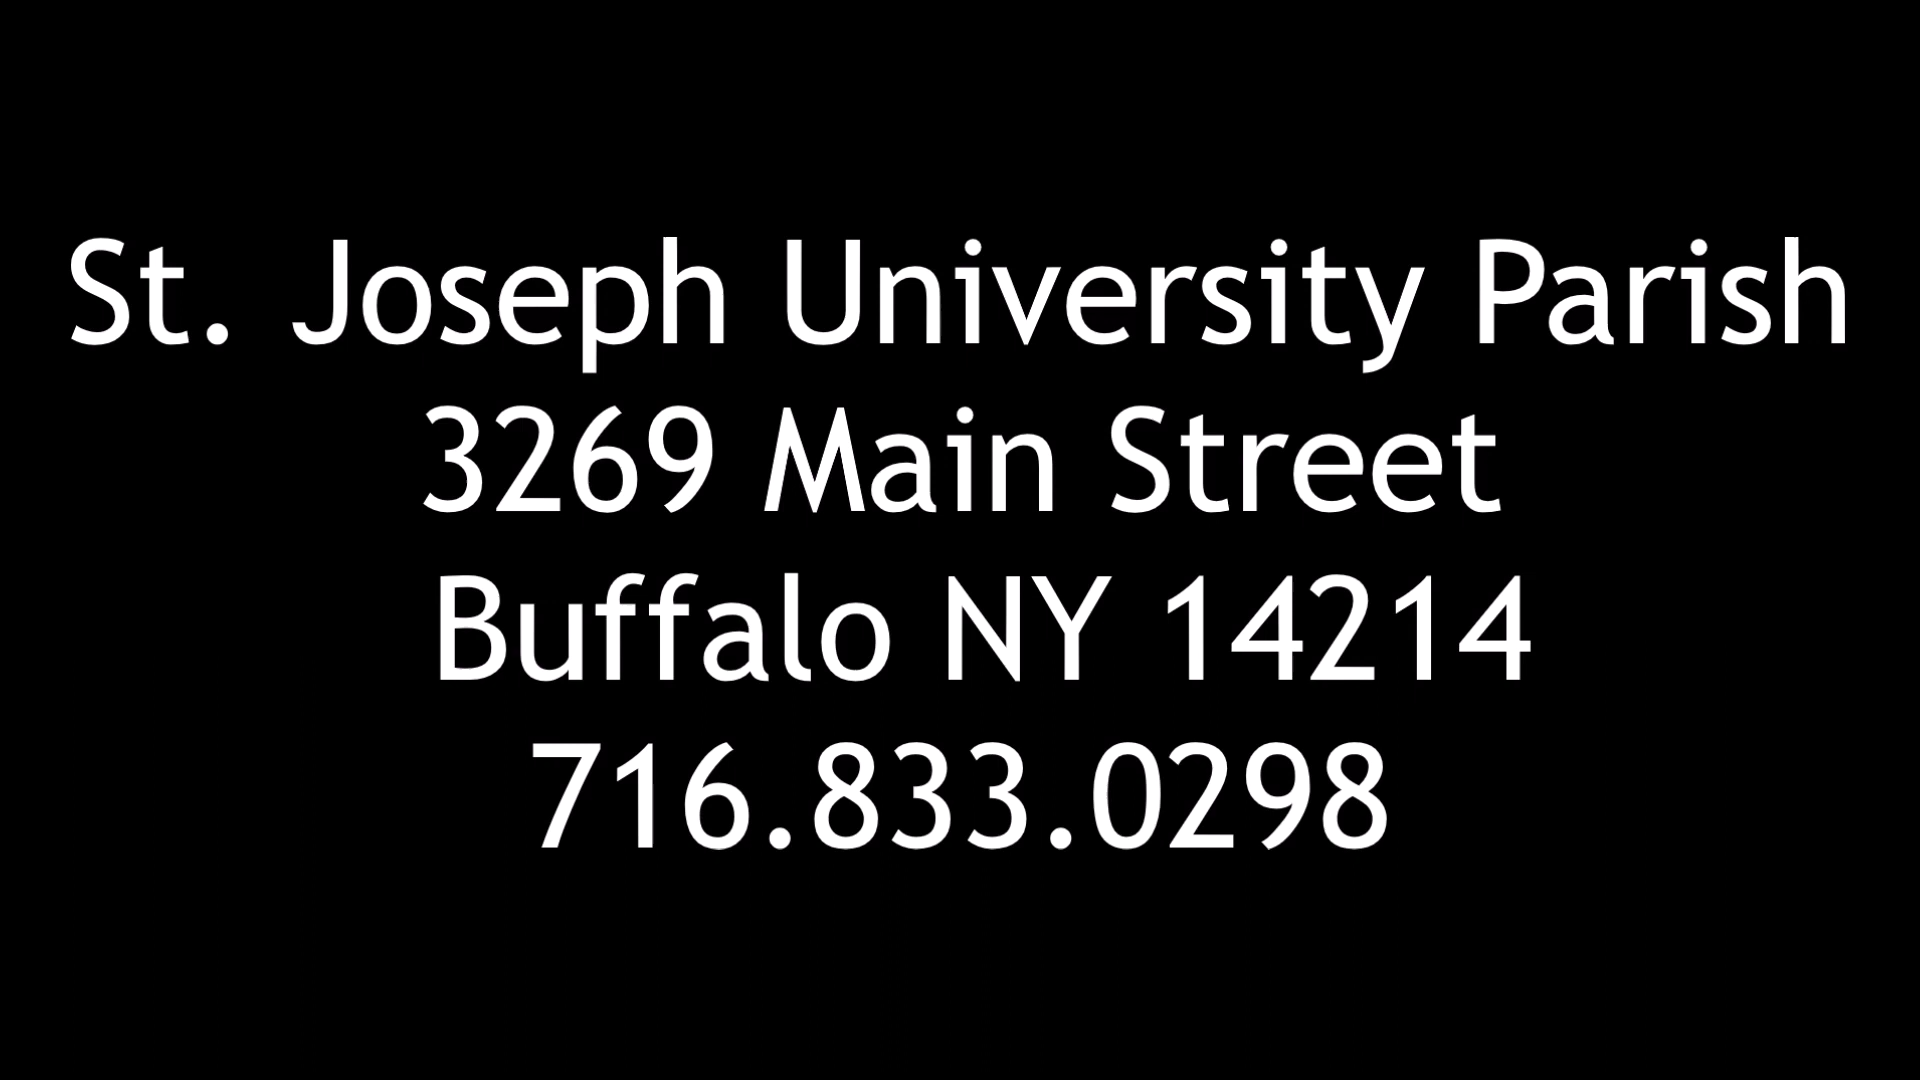 St. Joseph University Parish
3269 Main Street
Buffalo NY 14214
716.833.0298